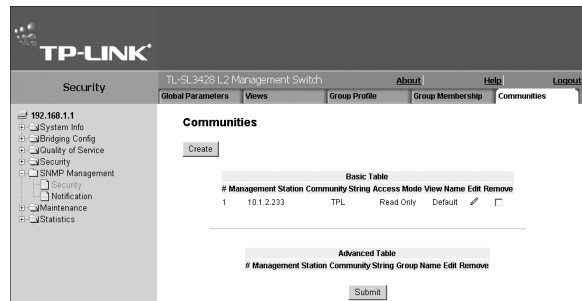 TP-LINK
Security
TL-SL3428 L2 Management Switch
About Help Logout
Global Parameters Views Group Profile Group Membership Communities
192.168.1.1
System Info
Bridging Config
Quality of Service
Security
SNMP Management
Security
Notification
Maintenance
Statistics
Communities
Create
Basic Table
# Management Station Community String Access Mode View Name Edit Remove
1 10.1.2.233 TPL Read Only Default
Advanced Table
# Management Station Community String Group Name Edit Remove
Submit